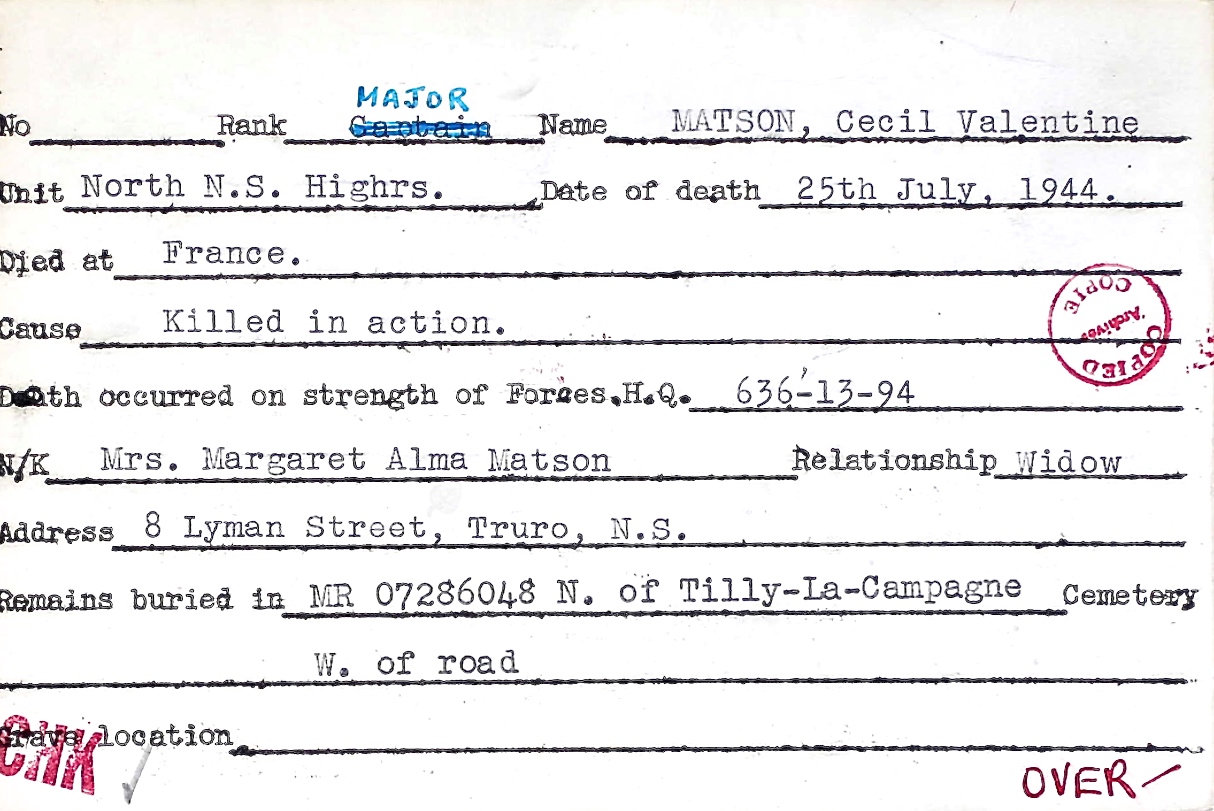 MAJOR
No Rank Captain Name MATSON, Cecil Valentine
Unit North N.S. Highrs. Date of death 25th July, 1944.
Died at France.
Cause Killed in action.
COPIE Archives COPIED
Death occurred on strength of Forces.H.Q. 636-13-94
N/K Mrs. Margaret Alma Matson Relationship Widow
Address 8 Lyman Street, Truro, N.S.
Remains buried in MR 07286048 N. of Tilly-La-Campagne Cemetery
W. of road
Grave location
CHK
OVER